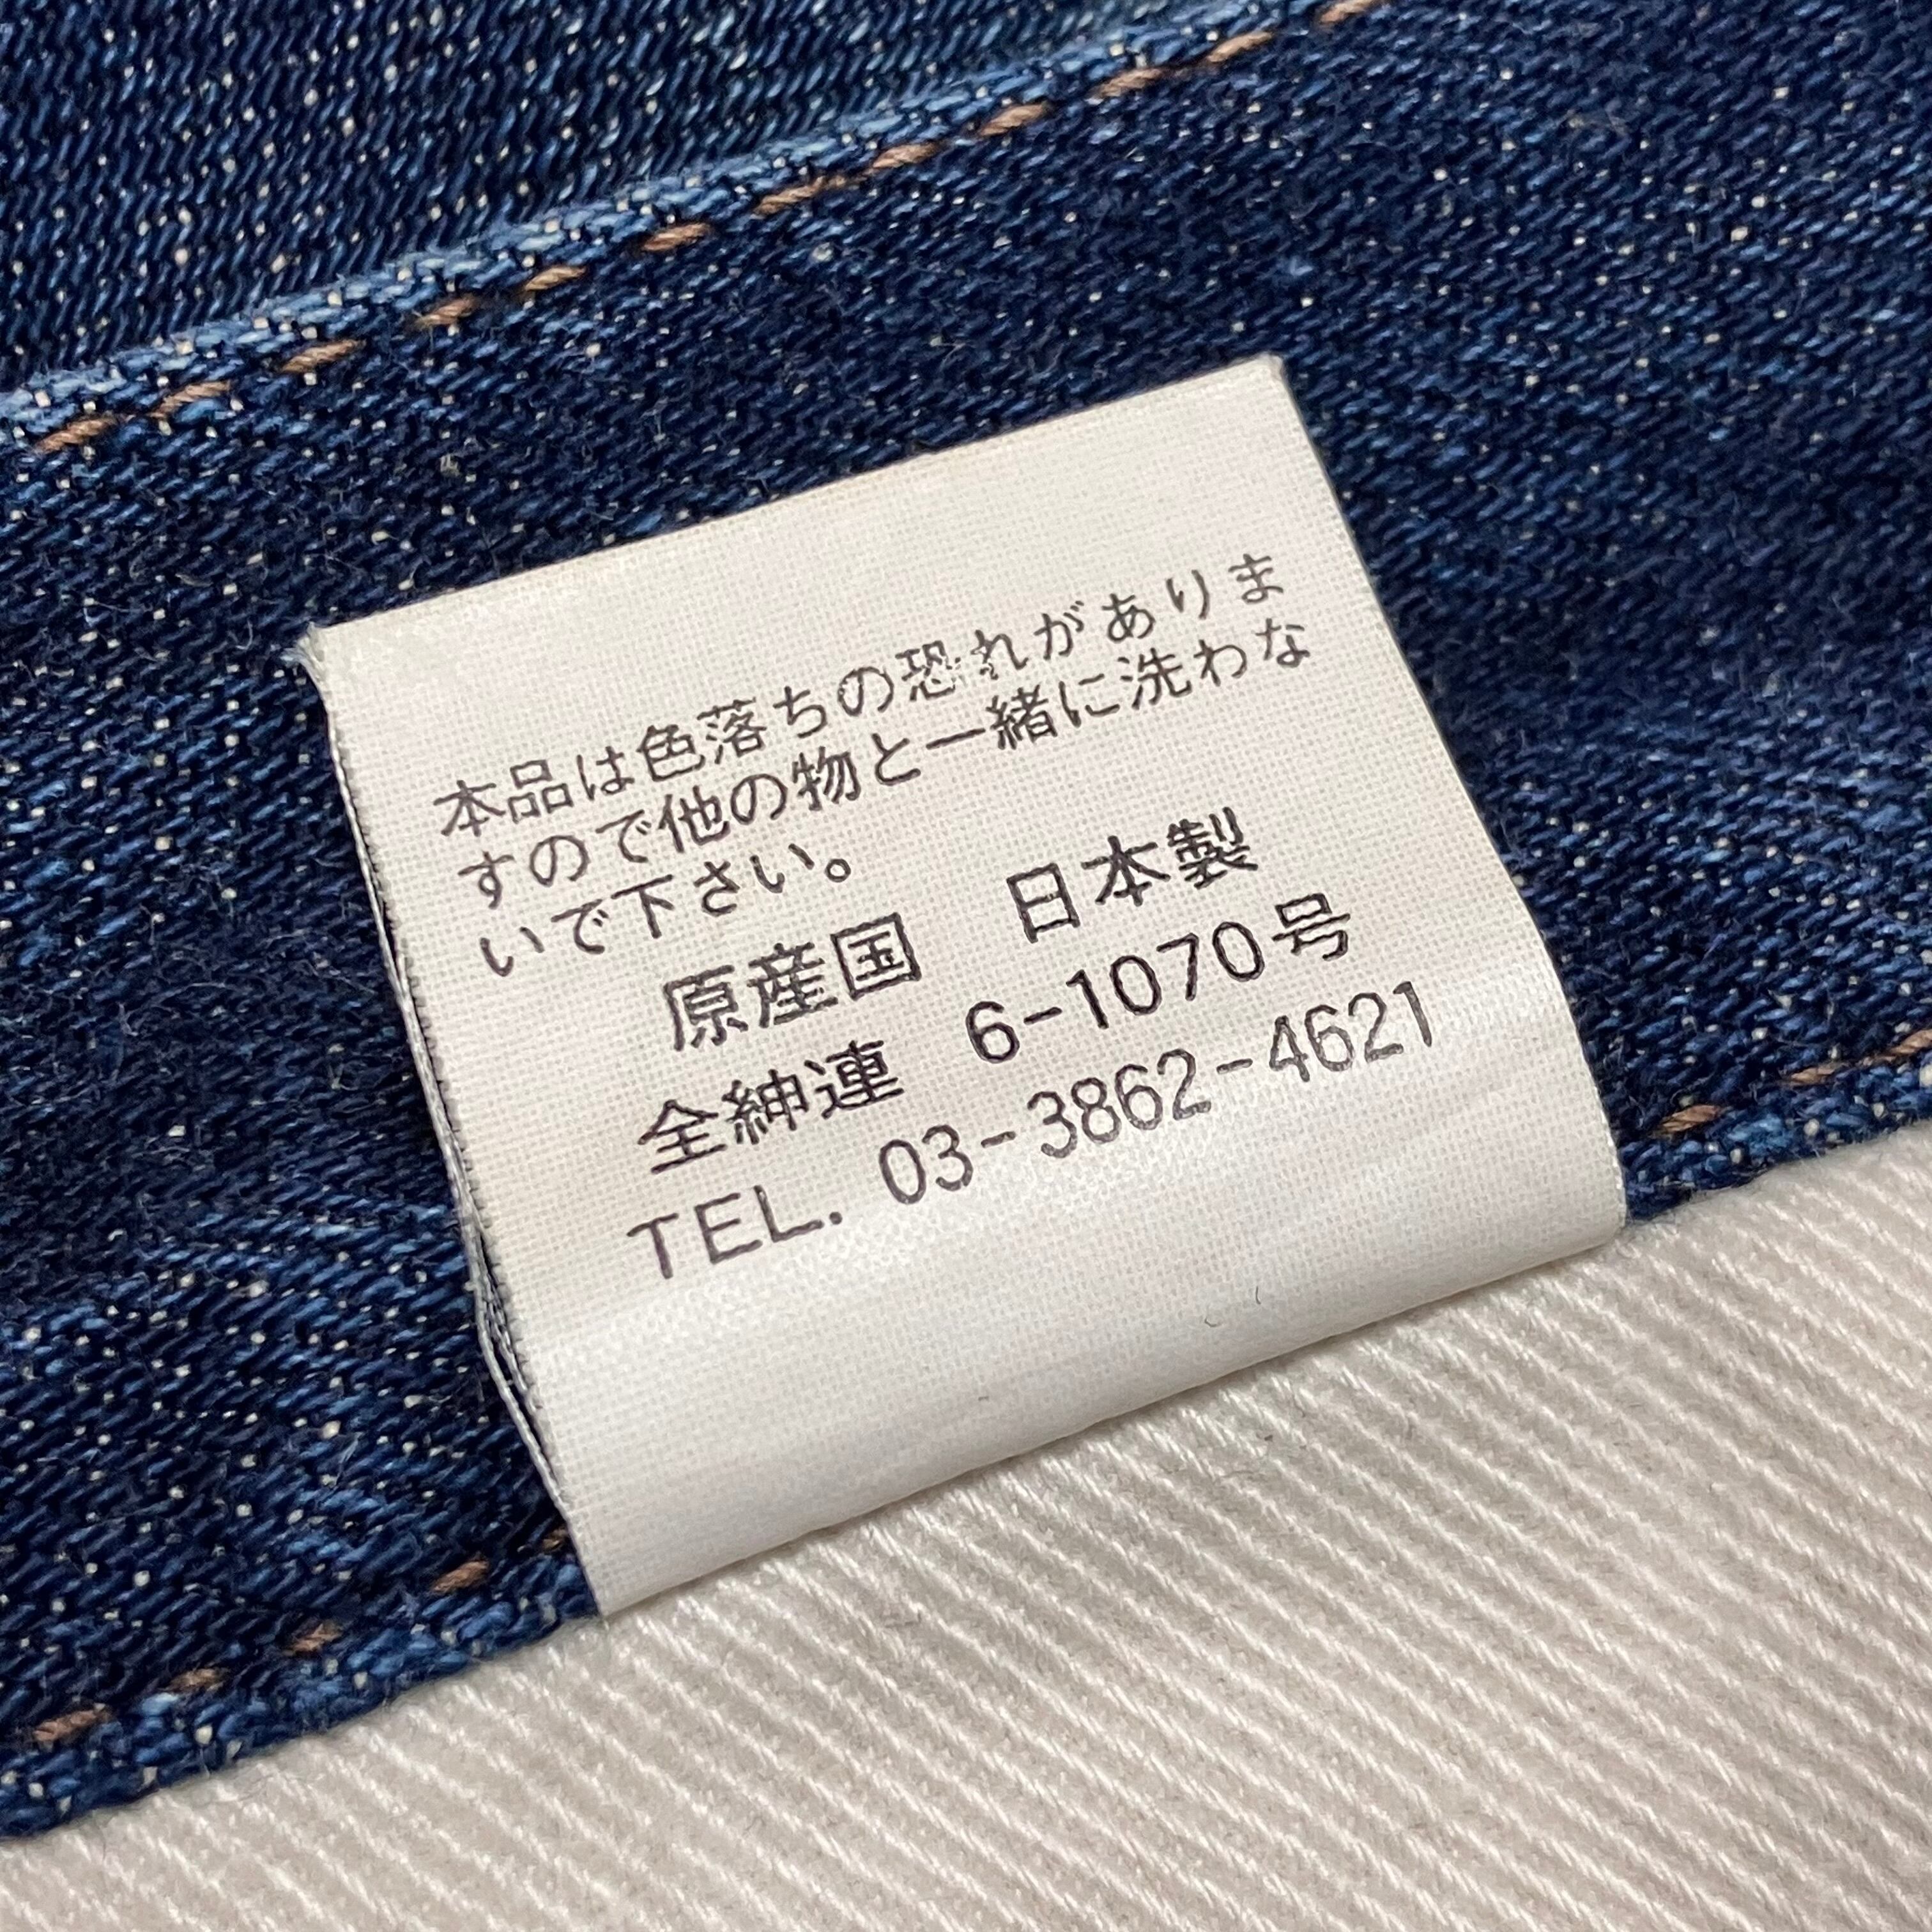 本品は色落ちの恐れがありま
すので他の物と一緒に洗わな
いで下さい。
原産国　日本製
全紳連　6-1070号
TEL. 03-3862-4621